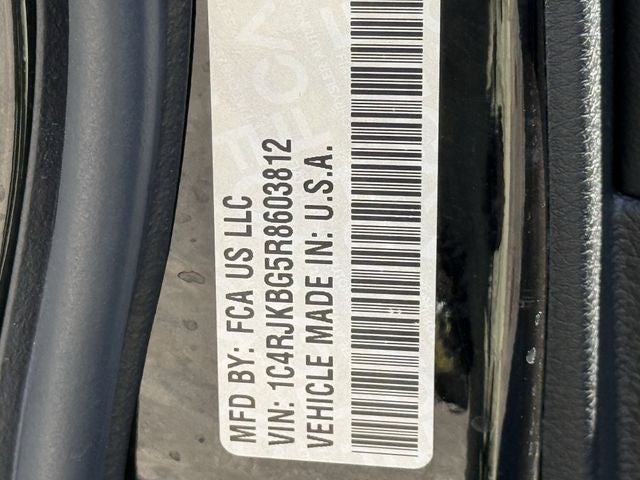 MFD BY: FCA US LLC
VIN: 1C4RJKBG5R8603812
VEHICLE MADE IN: U.S.A.